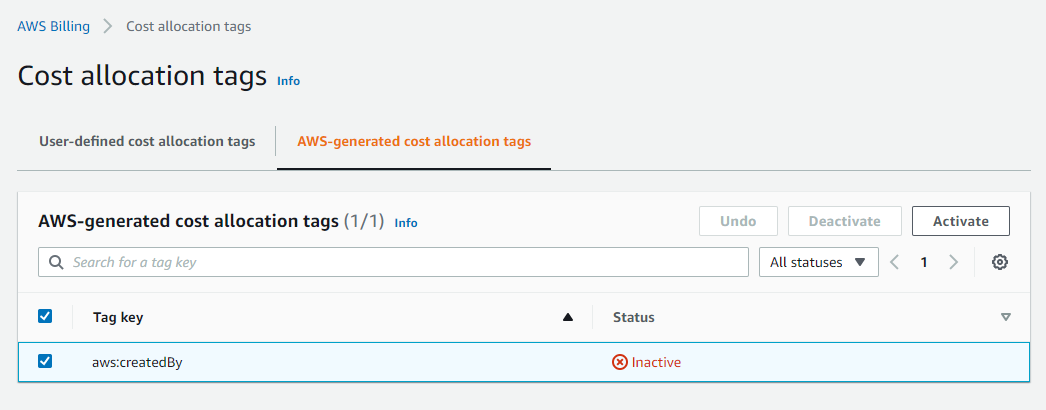 AWS Billing > Cost allocation tags
Cost allocation tags Info
User-defined cost allocation tags AWS-generated cost allocation tags
AWS-generated cost allocation tags (1/1) Info Undo Deactivate Activate
Search for a tag key All statuses 1
Tag key Status
aws:createdBy Inactive